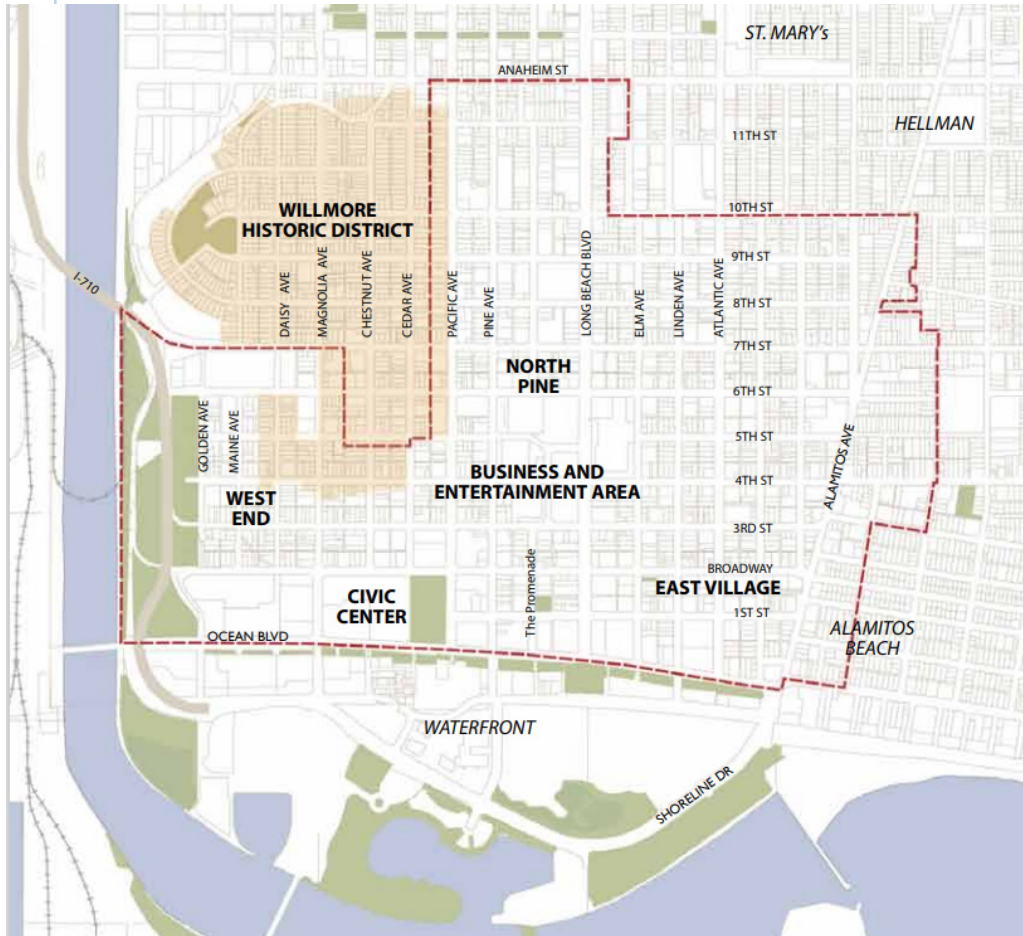 ST. MARY's
ANAHEIM ST
HELLMAN
11TH ST
10TH ST
WILLMORE
HISTORIC DISTRICT
9TH ST
I-710
DAISY AVE
MAGNOLIA AVE
CHESTNUT AVE
CEDAR AVE
PACIFIC AVE
PINE AVE
LONG BEACH BLVD
ELM AVE
LINDEN AVE
ATLANTIC AVE
8TH ST
7TH ST
NORTH
PINE
6TH ST
GOLDEN AVE
MAINE AVE
5TH ST
ALAMITOS AVE
BUSINESS AND
ENTERTAINMENT AREA
4TH ST
WEST
END
3RD ST
The Promenade
BROADWAY
EAST VILLAGE
CIVIC
CENTER
1ST ST
OCEAN BLVD
ALAMITOS
BEACH
WATERFRONT
SHORELINE DR